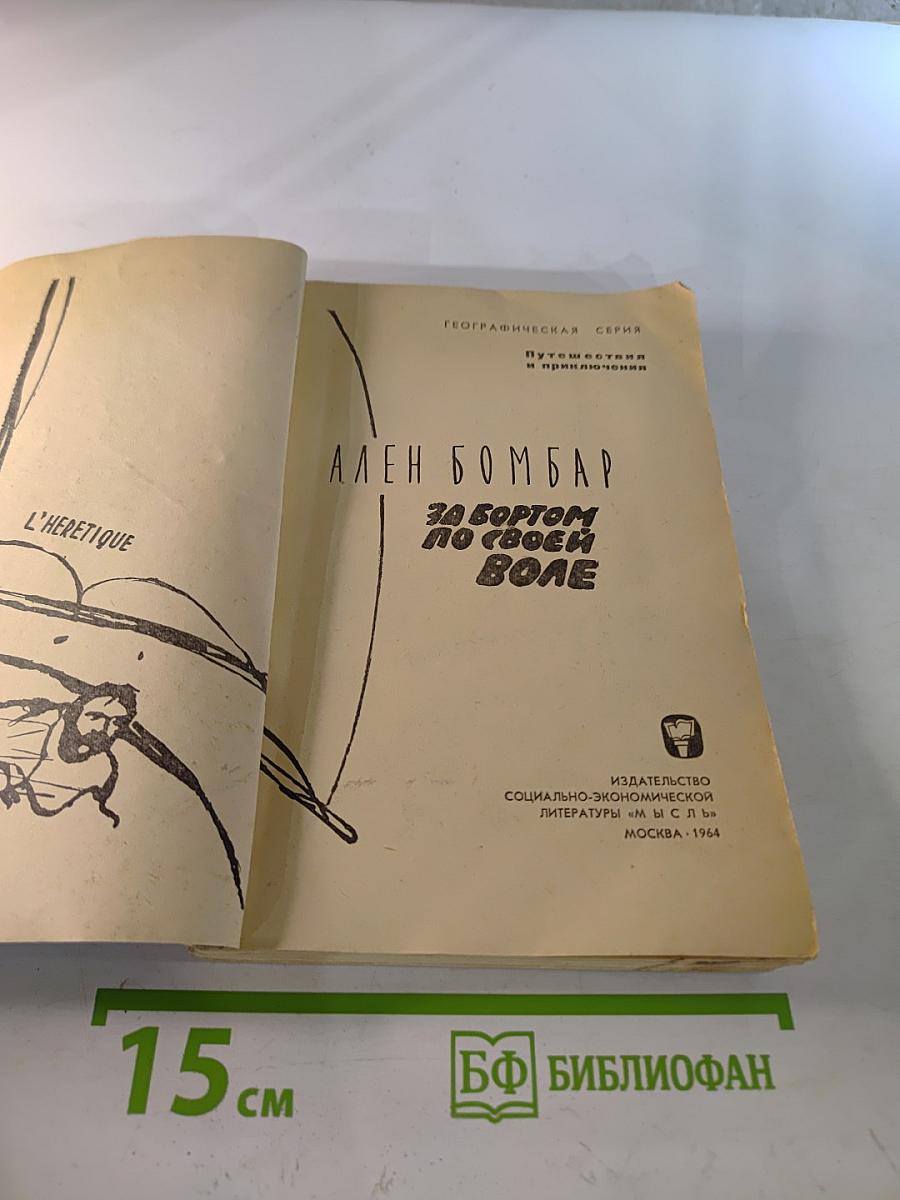 L'HERETIQUE
ГЕОГРАФИЧЕСКАЯ СЕРИЯ
Путешествия
и приключения
АЛЕН БОМБАР
ЗА БОРТОМ
ПО СВОЕЙ
ВОЛЕ
ИЗДАТЕЛЬСТВО
СОЦИАЛЬНО-ЭКОНОМИЧЕСКОЙ
ЛИТЕРАТУРЫ «МЫСЛЬ»
МОСКВА · 1964
15 см
БФ БИБЛИОФАН